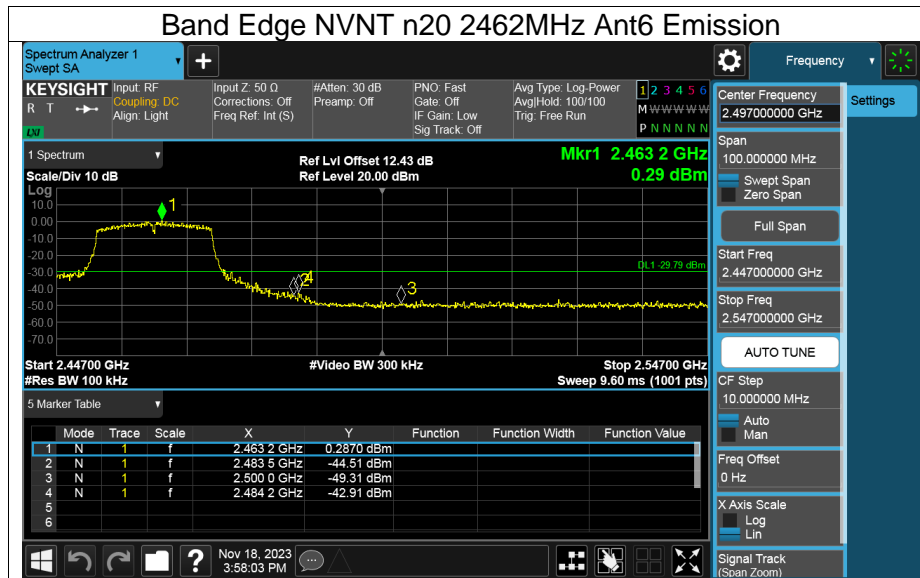 Band Edge NVNT n20 2462MHz Ant6 Emission
Spectrum Analyzer 1
Swept SA
+
Frequency
KEYSIGHT
R T
LXI
Input: RF
Coupling: DC
Align: Light
Input Z: 50 Ω
Corrections: Off
Freq Ref: Int (S)
#Atten: 30 dB
Preamp: Off
PNO: Fast
Gate: Off
IF Gain: Low
Sig Track: Off
Avg Type: Log-Power
Avg|Hold: 100/100
Trig: Free Run
1 2 3 4 5 6
M W W W W W
P N N N N N
1 Spectrum
Scale/Div 10 dB
Ref Lvl Offset 12.43 dB
Ref Level 20.00 dBm
Mkr1 2.463 2 GHz
0.29 dBm
Log
10.0
0.00
-10.0
-20.0
-30.0
-40.0
-50.0
-60.0
-70.0
1
4
3
DL1 -29.79 dBm
Start 2.44700 GHz
#Res BW 100 kHz
#Video BW 300 kHz
Stop 2.54700 GHz
Sweep 9.60 ms (1001 pts)
5 Marker Table
Mode Trace Scale X Y Function Function Width Function Value
1 N 1 f 2.463 2 GHz 0.2870 dBm
2 N 1 f 2.483 5 GHz -44.51 dBm
3 N 1 f 2.500 0 GHz -49.31 dBm
4 N 1 f 2.484 2 GHz -42.91 dBm
5
6
?
Nov 18, 2023
3:58:03 PM
Center Frequency
2.497000000 GHz
Settings
Span
100.000000 MHz
Swept Span
Zero Span
Full Span
Start Freq
2.447000000 GHz
Stop Freq
2.547000000 GHz
AUTO TUNE
CF Step
10.000000 MHz
Auto
Man
Freq Offset
0 Hz
X Axis Scale
Log
Lin
Signal Track
(Span Zoom)